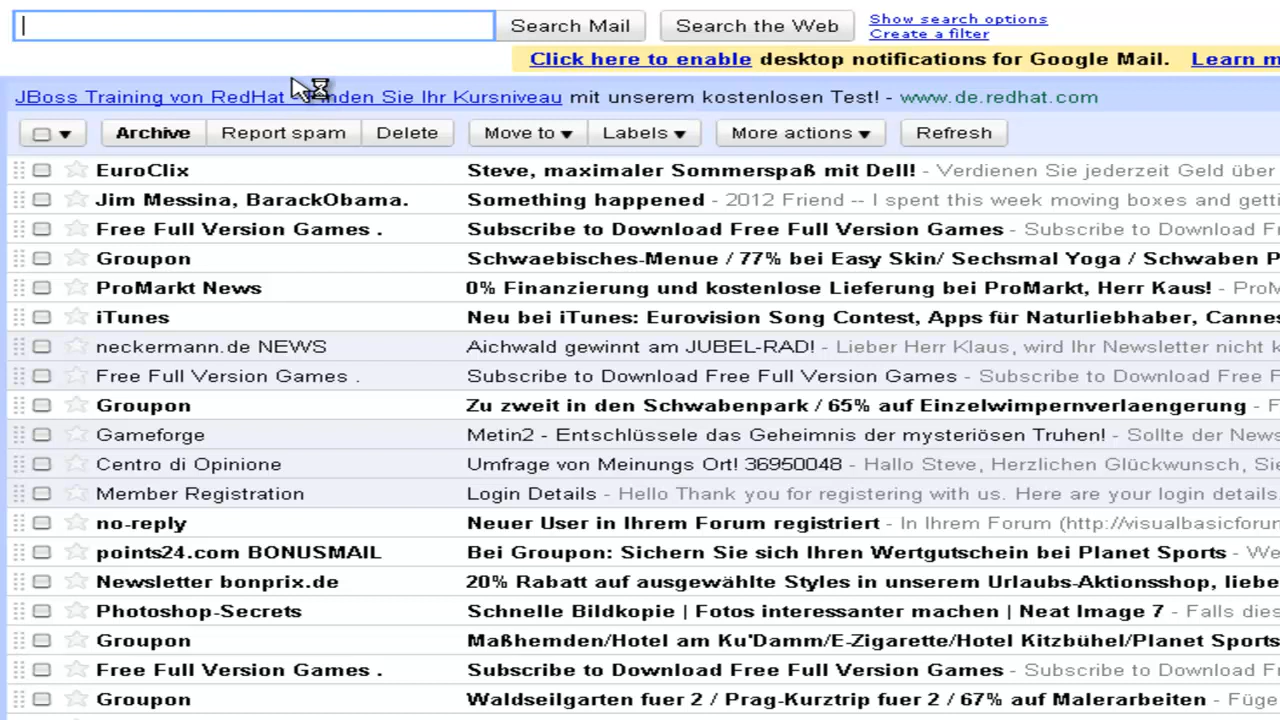 Search Mail Search the Web Show search options
Create a filter
Click here to enable desktop notifications for Google Mail. Learn m
JBoss Training von RedHat - Finden Sie Ihr Kursniveau mit unserem kostenlosen Test! - www.de.redhat.com
Archive Report spam Delete Move to Labels More actions Refresh
EuroClix Steve, maximaler Sommerspaß mit Dell! - Verdienen Sie jederzeit Geld über
Jim Messina, BarackObama. Something happened - 2012 Friend -- I spent this week moving boxes and getti
Free Full Version Games . Subscribe to Download Free Full Version Games - Subscribe to Download Fr
Groupon Schwaebisches-Menue / 77% bei Easy Skin/ Sechsmal Yoga / Schwaben P
ProMarkt News 0% Finanzierung und kostenlose Lieferung bei ProMarkt, Herr Kaus! - ProM
iTunes Neu bei iTunes: Eurovision Song Contest, Apps für Naturliebhaber, Cannes
neckermann.de NEWS Aichwald gewinnt am JUBEL-RAD! - Lieber Herr Klaus, wird Ihr Newsletter nicht k
Free Full Version Games . Subscribe to Download Free Full Version Games - Subscribe to Download Free F
Groupon Zu zweit in den Schwabenpark / 65% auf Einzelwimpernverlaengerung - F
Gameforge Metin2 - Entschlüssele das Geheimnis der mysteriösen Truhen! - Sollte der News
Centro di Opinione Umfrage von Meinungs Ort! 36950048 - Hallo Steve, Herzlichen Glückwunsch, Sie
Member Registration Login Details - Hello Thank you for registering with us. Here are your login details
no-reply Neuer User in Ihrem Forum registriert - In Ihrem Forum (http://visualbasicforun
points24.com BONUSMAIL Bei Groupon: Sichern Sie sich Ihren Wertgutschein bei Planet Sports - We
Newsletter bonprix.de 20% Rabatt auf ausgewählte Styles in unserem Urlaubs-Aktionsshop, liebe
Photoshop-Secrets Schnelle Bildkopie | Fotos interessanter machen | Neat Image 7 - Falls dies
Groupon Maßhemden/Hotel am Ku'Damm/E-Zigarette/Hotel Kitzbühel/Planet Sports
Free Full Version Games . Subscribe to Download Free Full Version Games - Subscribe to Download Fr
Groupon Waldseilgarten fuer 2 / Prag-Kurztrip fuer 2 / 67% auf Malerarbeiten - Füge